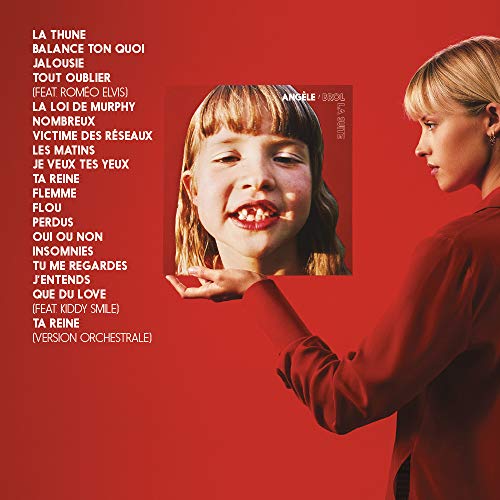 LA THUNE
BALANCE TON QUOI
JALOUSIE
TOUT OUBLIER
(FEAT. ROMÉO ELVIS)
LA LOI DE MURPHY
NOMBREUX
VICTIME DES RÉSEAUX
LES MATINS
JE VEUX TES YEUX
TA REINE
FLEMME
FLOU
PERDUS
OUI OU NON
INSOMNIES
TU ME REGARDES
J'ENTENDS
QUE DU LOVE
(FEAT. KIDDY SMILE)
TA REINE
(VERSION ORCHESTRALE)
ANGÈLE / BROL
LA SUITE